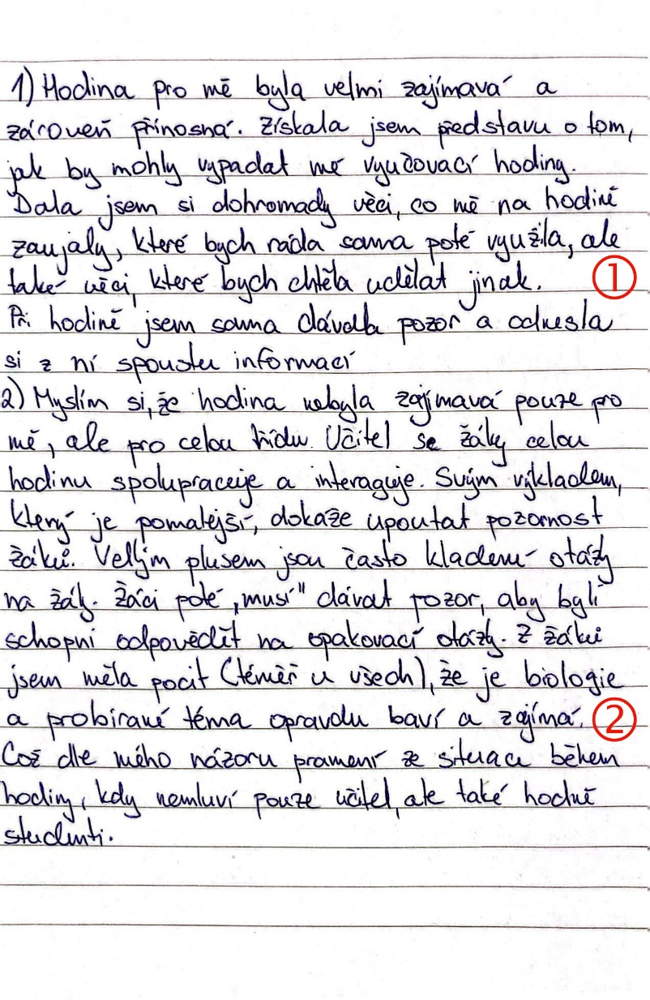 1) Hodina pro mě byla velmi zajímavá a
zároveň přínosná. Získala jsem představu o tom,
jak by mohly vypadat mé vyučovací hodiny.
Dala jsem si dohromady věci, co mě na hodině
zaujaly, které bych ráda sama poté využila, ale
také věci, které bych chtěla udělat jinak.
①
Při hodině jsem sama dávala pozor a odnesla
si z ní spoustu informací
2) Myslím si, že hodina nebyla zajímavá pouze pro
mě, ale pro celou třídu. Učitel se žáky celou
hodinu spolupracuje a interaguje. Svým výkladem,
který je pomalejší, dokáže upoutat pozornost
žáků. Velkým plusem jsou často kladené otázky
na žáky. Žáci poté „musí" dávat pozor, aby byli
schopni odpovědět na opakovací otázky. Z žáků
jsem měla pocit (téměř u všech), že je biologie
a probírané téma opravdu baví a zajímá.
②
Což dle mého názoru pramení ze situace během
hodiny, kdy nemluví pouze učitel, ale také hodně
studenti.